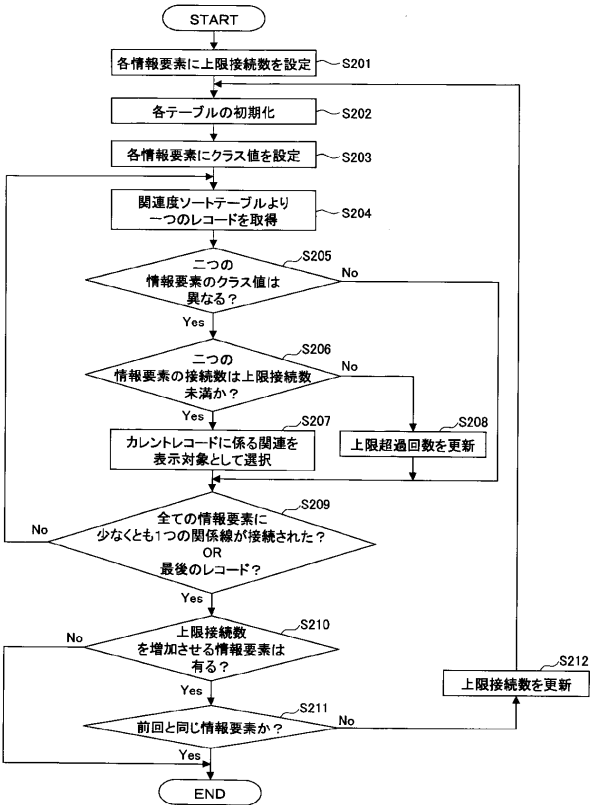 START
各情報要素に上限接続数を設定
S201
各テーブルの初期化
S202
各情報要素にクラス値を設定
S203
関連度ソートテーブルより
一つのレコードを取得
S204
二つの
情報要素のクラス値は
異なる？
S205
No
Yes
二つの
情報要素の接続数は上限接続数
未満か？
S206
No
Yes
カレントレコードに係る関連を
表示対象として選択
S207
上限超過回数を更新
S208
全ての情報要素に
少なくとも1つの関係線が接続された？
OR
最後のレコード？
S209
No
Yes
上限接続数
を増加させる情報要素は
有る？
S210
No
Yes
前回と同じ情報要素か？
S211
No
Yes
上限接続数を更新
S212
END